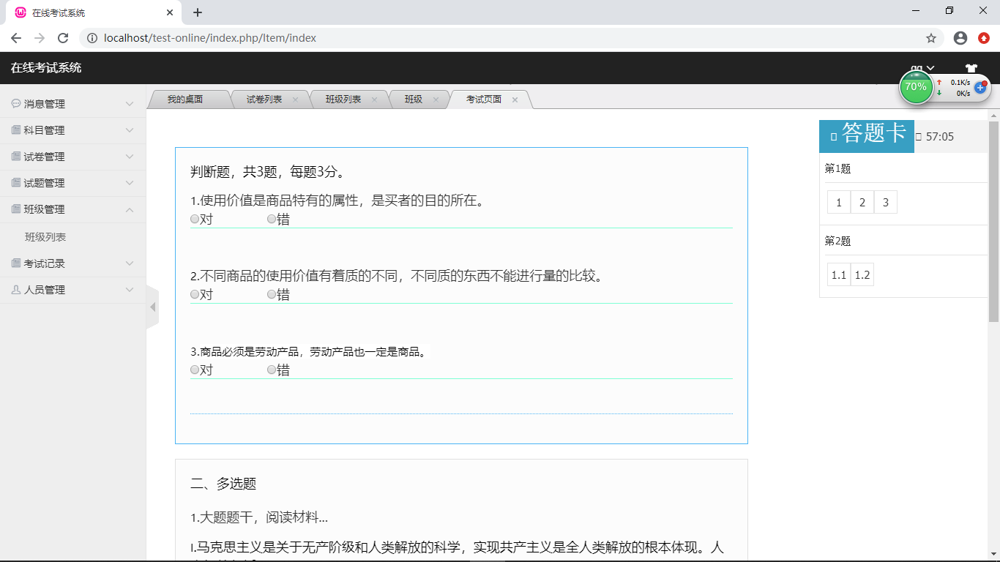 在线考试系统
localhost/test-online/index.php/Item/index
在线考试系统
qq
70%
0.1K/s
0K/s
消息管理
科目管理
试卷管理
试题管理
班级管理
班级列表
考试记录
人员管理
我的桌面
试卷列表
班级列表
班级
考试页面
判断题，共3题，每题3分。
1.使用价值是商品特有的属性，是买者的目的所在。
对 错
2.不同商品的使用价值有着质的不同，不同质的东西不能进行量的比较。
对 错
3.商品必须是劳动产品，劳动产品也一定是商品。
对 错
二、多选题
1.大题题干，阅读材料...
I.马克思主义是关于无产阶级和人类解放的科学，实现共产主义是全人类解放的根本体现。人
答题卡 57:05
第1题
1 2 3
第2题
1.1 1.2